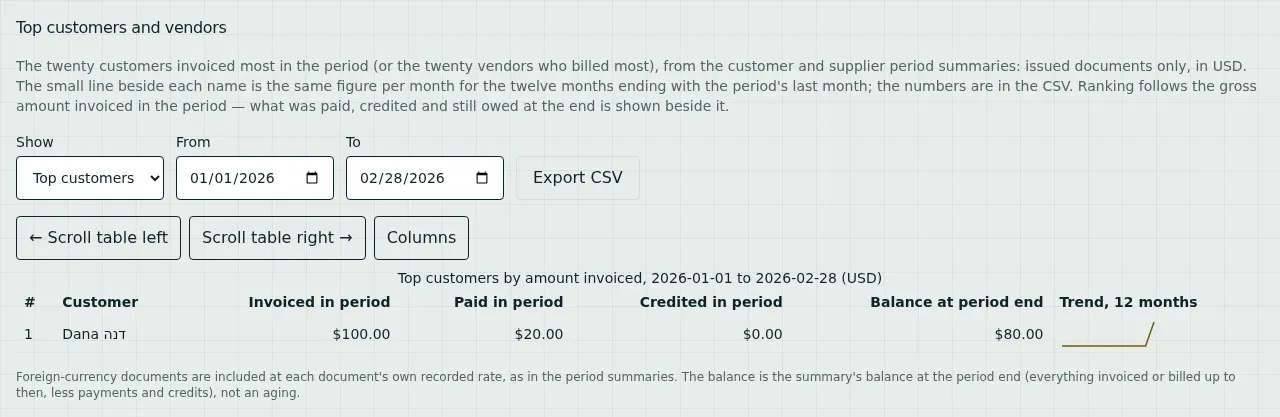 Top customers and vendors
The twenty customers invoiced most in the period (or the twenty vendors who billed most), from the customer and supplier period summaries: issued documents only, in USD.
The small line beside each name is the same figure per month for the twelve months ending with the period's last month; the numbers are in the CSV. Ranking follows the gross
amount invoiced in the period — what was paid, credited and still owed at the end is shown beside it.
Show From To
Top customers 01/01/2026 02/28/2026 Export CSV
← Scroll table left Scroll table right → Columns
Top customers by amount invoiced, 2026-01-01 to 2026-02-28 (USD)
# Customer Invoiced in period Paid in period Credited in period Balance at period end Trend, 12 months
1 Dana דנה $100.00 $20.00 $0.00 $80.00
Foreign-currency documents are included at each document's own recorded rate, as in the period summaries. The balance is the summary's balance at the period end (everything invoiced or billed up to
then, less payments and credits), not an aging.